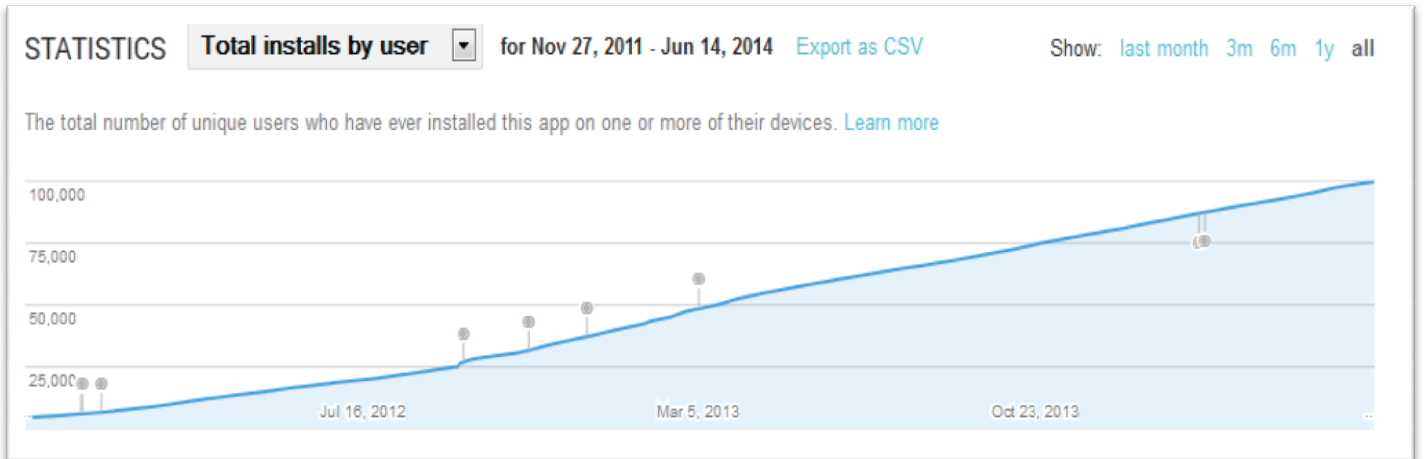 STATISTICS Total installs by user for Nov 27, 2011 - Jun 14, 2014 Export as CSV Show: last month 3m 6m 1y all
The total number of unique users who have ever installed this app on one or more of their devices. Learn more
100,000
75,000
50,000
25,000
... Jul 16, 2012 Mar 5, 2013 Oct 23, 2013 ...